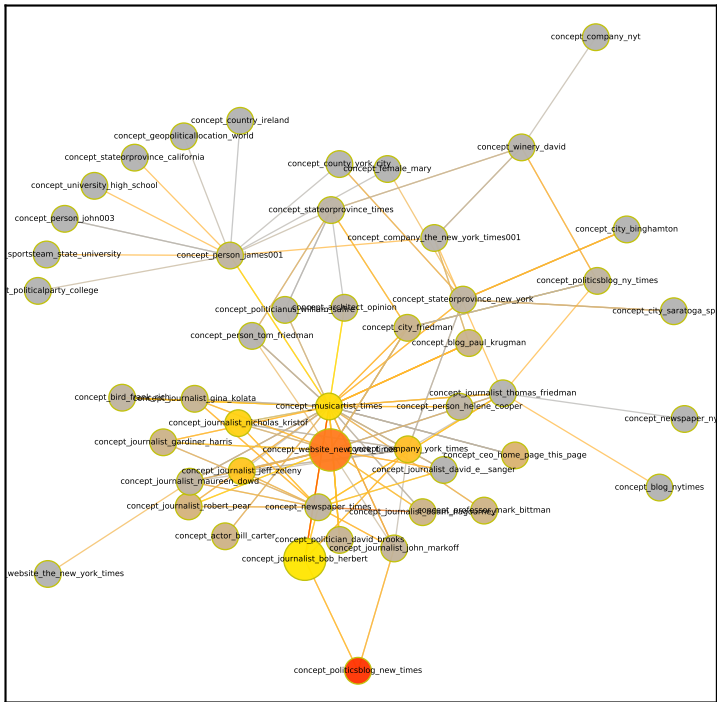 concept_company_nyt
concept_country_ireland
concept_geopoliticallocation_world
concept_winery_david
concept_stateorprovince_california
concept_county_york_city
concept_female_mary
concept_university_high_school
concept_stateorprovince_times
concept_person_john003
concept_city_binghamton
concept_company_the_new_york_times001
sportsteam_state_university
concept_person_james001
concept_politicsblog_ny_times
t_politicalparty_college
concept_stateorprovince_new_york
concept_architect_opinion
concept_city_saratoga_sp
concept_city_friedman
concept_person_tom_friedman
concept_blog_paul_krugman
concept_journalist_thomas_friedman
concept_journalist_gina_kolata
concept_musicartist_times
concept_person_helene_cooper
concept_newspaper_ny
concept_journalist_nicholas_kristof
concept_journalist_gardiner_harris
concept_company_york_times
concept_ceo_home_page_this_page
concept_journalist_jeff_zeleny
concept_journalist_david_e__sanger
concept_journalist_maureen_dowd
concept_blog_nytimes
concept_journalist_robert_pear
concept_newspaper_times
concept_actor_bill_carter
concept_politician_david_brooks
concept_journalist_john_markoff
concept_journalist_bob_herbert
website_the_new_york_times
concept_politicsblog_new_times